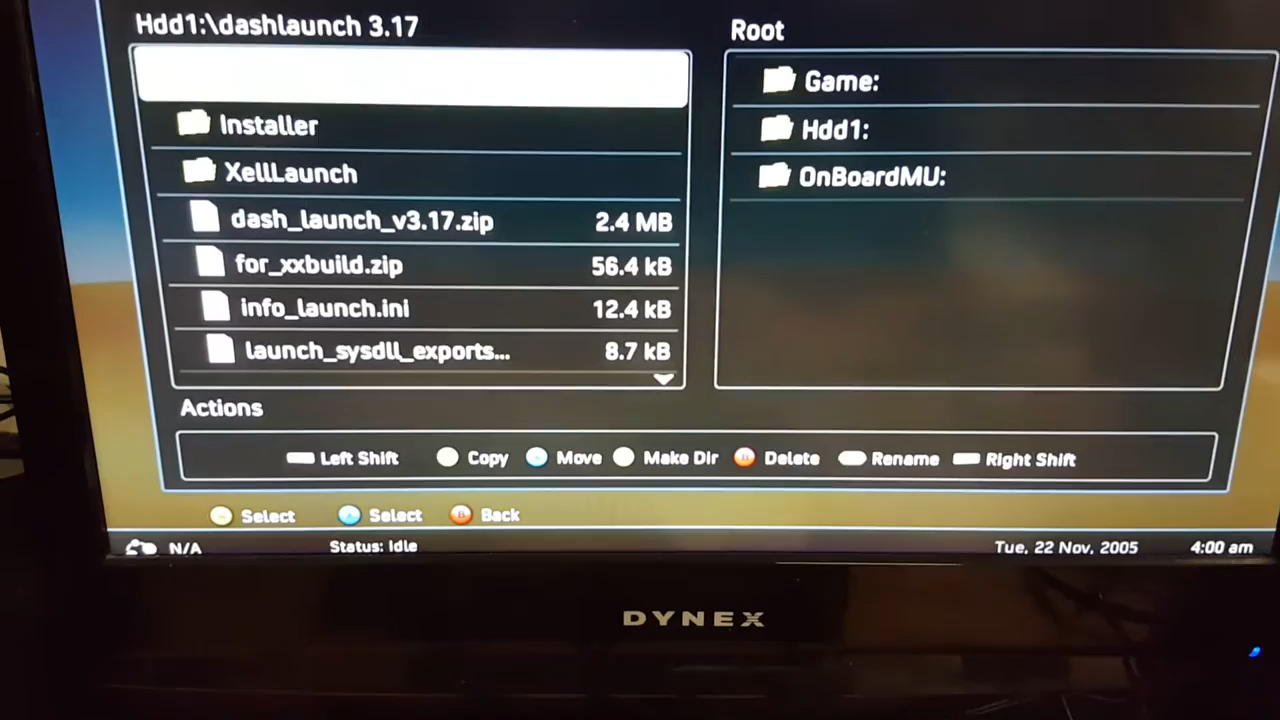 Hdd1:\dashlaunch 3.17
Installer
XellLaunch
dash_launch_v3.17.zip 2.4 MB
for_xxbuild.zip 56.4 kB
info_launch.ini 12.4 kB
launch_sysdll_exports... 8.7 kB
Root
Game:
Hdd1:
OnBoardMU:
Actions
Left Shift Copy Move Make Dir Delete Rename Right Shift
Select Select Back
N/A Status: Idle Tue, 22 Nov, 2005 4:00 am
DYNEX